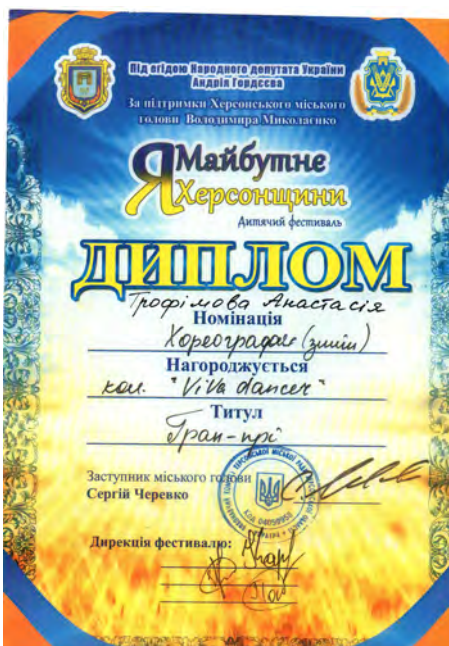 Під егідою Народного депутата України
Андрія Гордєєва
За підтримки Херсонського міського
голови Володимира Миколаєнко
Я Майбутнє
Херсонщини
Дитячий фестиваль
ДИПЛОМ
Трофімова Анастасія
Номінація
Хореографія
Нагороджується
кол. "ViVa dancer"
Титул
Гран-прі
Заступник міського голови
Сергій Черевко
Дирекція фестивалю: